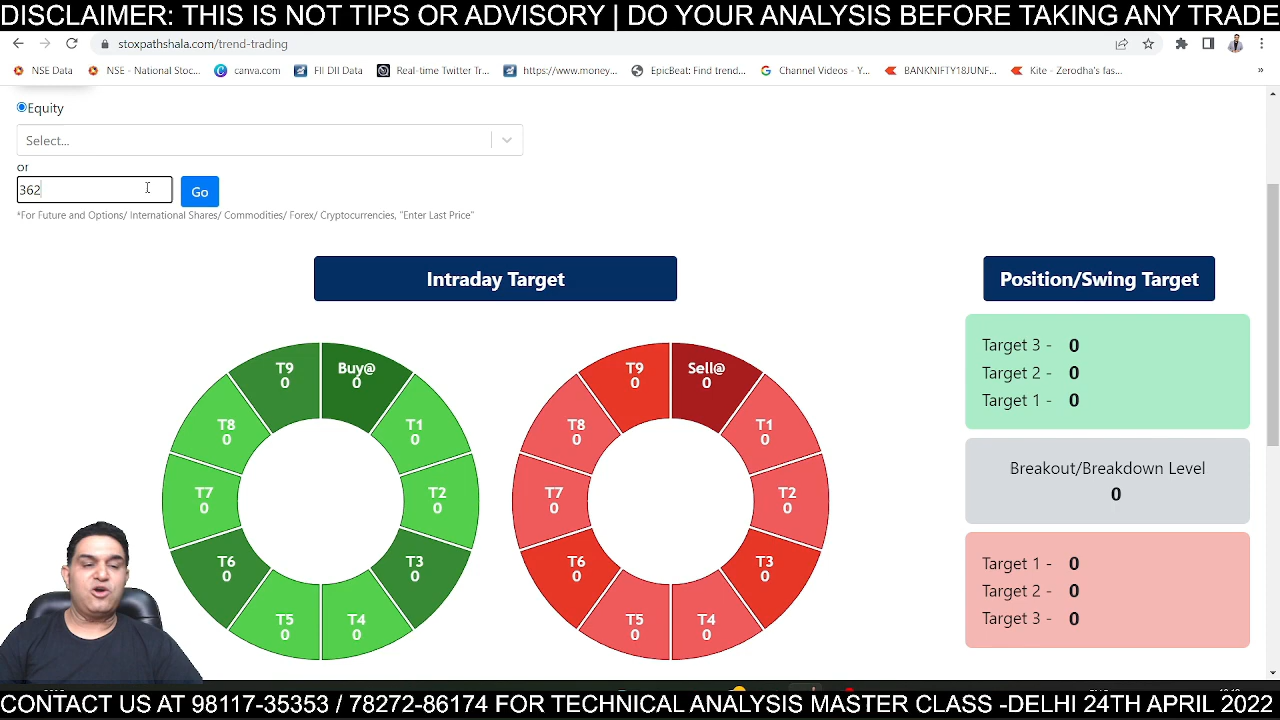 DISCLAIMER: THIS IS NOT TIPS OR ADVISORY | DO YOUR ANALYSIS BEFORE TAKING ANY TRADE
stoxpathshala.com/trend-trading
NSE Data
NSE - National Stoc...
canva.com
FII DII Data
Real-time Twitter Tr...
https://www.money...
EpicBeat: Find trend...
Channel Videos - Y...
BANKNIFTY18JUNF...
Kite - Zerodha's fas...
»
Equity
Select...
or
362
Go
*For Future and Options/ International Shares/ Commodities/ Forex/ Cryptocurrencies, "Enter Last Price"
Intraday Target
Position/Swing Target
T9
0
Buy@
0
T1
0
T2
0
T3
0
T4
0
T5
0
T6
0
T7
0
T8
0
T9
0
Sell@
0
T1
0
T2
0
T3
0
T4
0
T5
0
T6
0
T7
0
T8
0
Target 3 - 0
Target 2 - 0
Target 1 - 0
Breakout/Breakdown Level
0
Target 1 - 0
Target 2 - 0
Target 3 - 0
CONTACT US AT 98117-35353 / 78272-86174 FOR TECHNICAL ANALYSIS MASTER CLASS -DELHI 24TH APRIL 2022